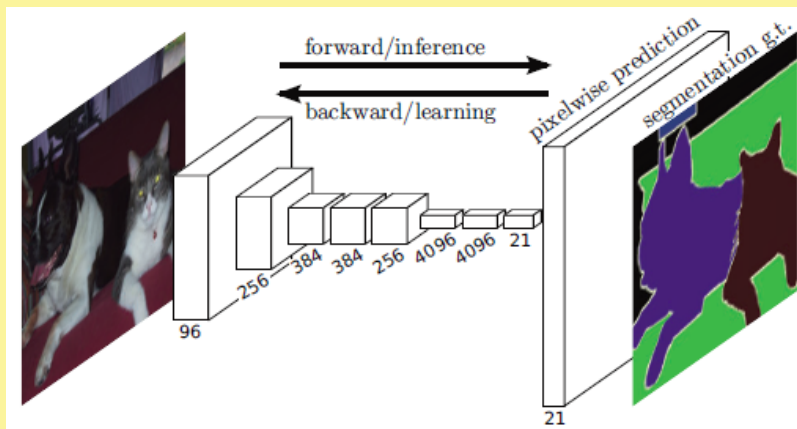 forward/inference
backward/learning
pixelwise prediction
segmentation g.t.
96
256
384
384
256
4096
4096
21
21